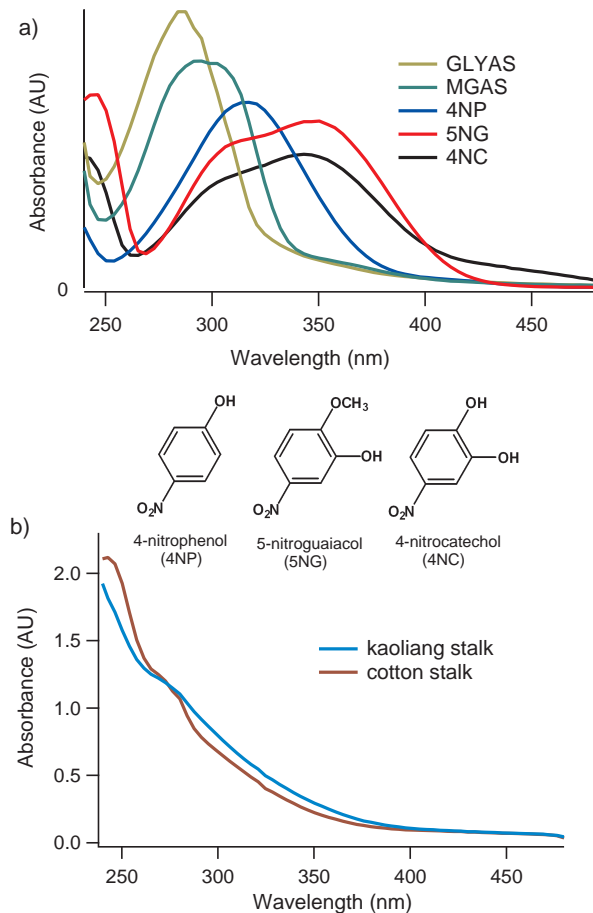 a)
Absorbance (AU)
GLYAS
MGAS
4NP
5NG
4NC
0
250 300 350 400 450
Wavelength (nm)
OH
O₂N
4-nitrophenol
(4NP)
OCH₃
OH
O₂N
5-nitroguaiacol
(5NG)
OH
OH
O₂N
4-nitrocatechol
(4NC)
b)
Absorbance (AU)
2.0
1.5
1.0
0.5
0.0
kaoliang stalk
cotton stalk
250 300 350 400 450
Wavelength (nm)